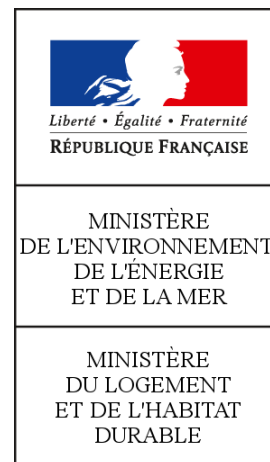 Liberté • Égalité • Fraternité
RÉPUBLIQUE FRANÇAISE
MINISTÈRE
DE L'ENVIRONNEMENT
DE L'ÉNERGIE
ET DE LA MER
MINISTÈRE
DU LOGEMENT
ET DE L'HABITAT
DURABLE